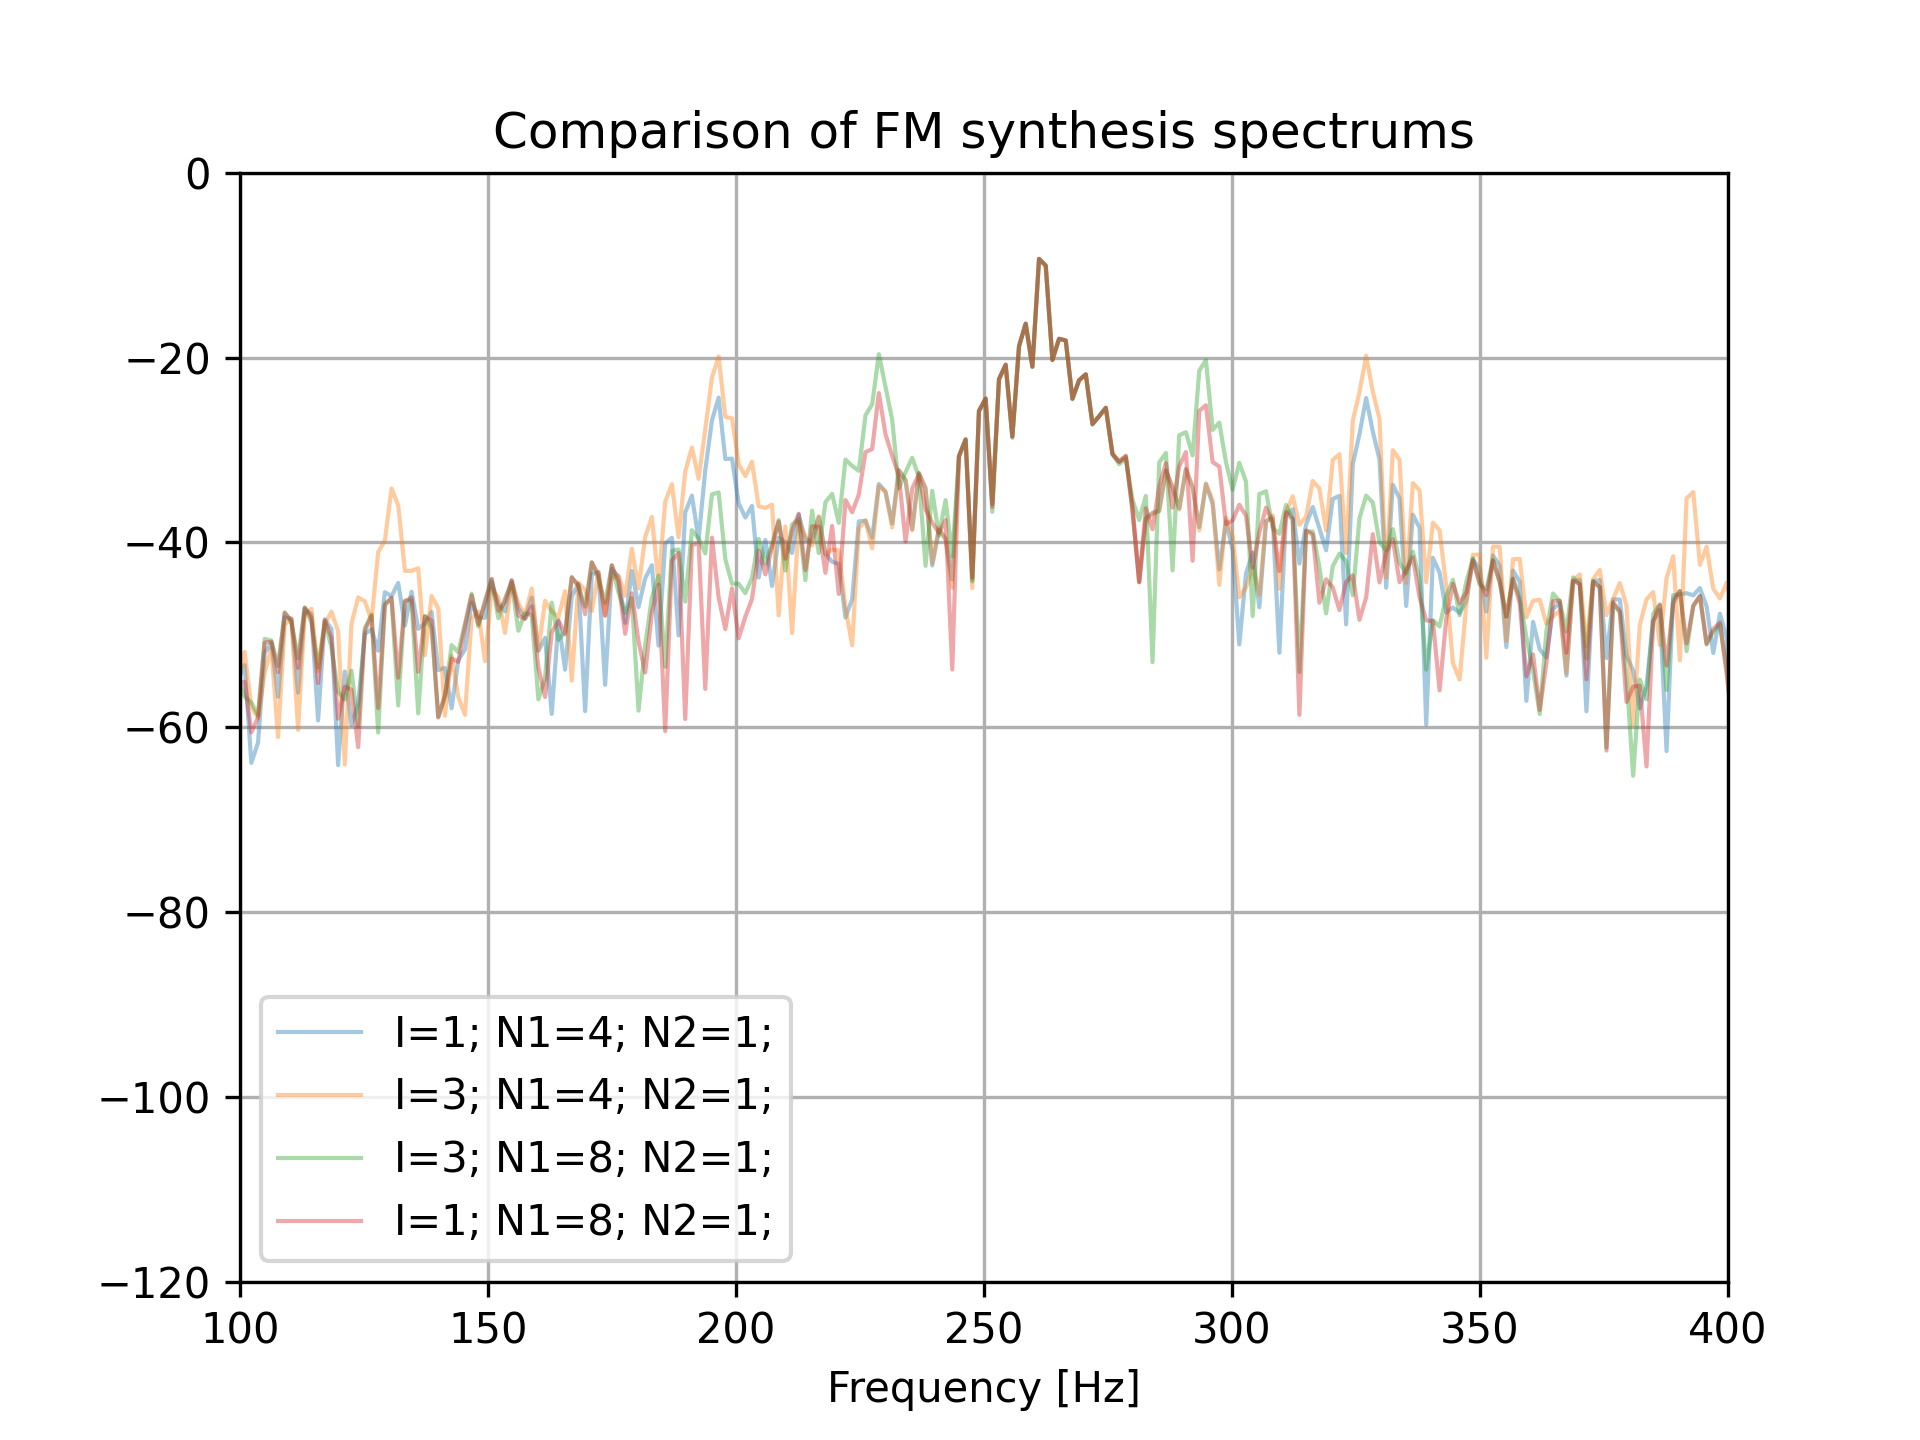 Comparison of FM synthesis spectrums
0
−20
−40
−60
−80
−100
−120
I=1; N1=4; N2=1;
I=3; N1=4; N2=1;
I=3; N1=8; N2=1;
I=1; N1=8; N2=1;
100 150 200 250 300 350 400
Frequency [Hz]